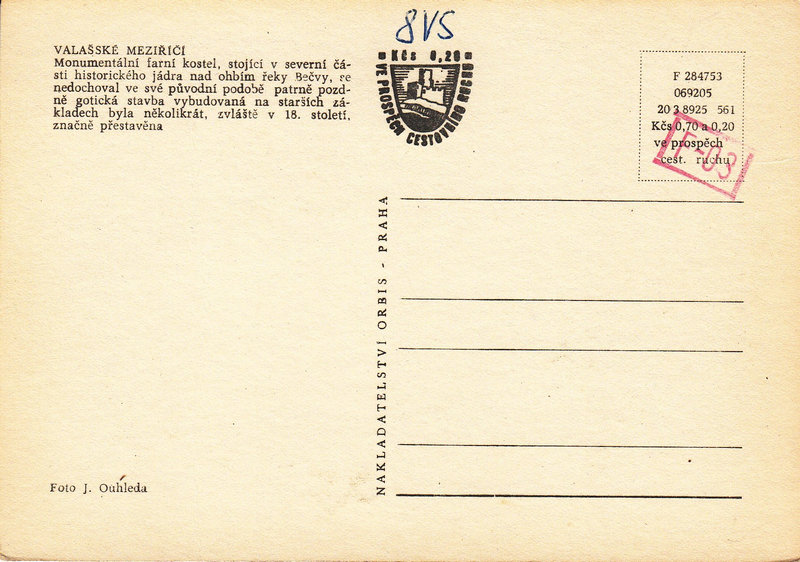 8V5
VALAŠSKÉ MEZIŘÍČÍ
Monumentální farní kostel, stojící v severní čá-
sti historického jádra nad ohbím řeky Bečvy, se
nedochoval ve své původní podobě patrně pozd-
ně gotická stavba vybudovaná na starších zá-
kladech byla několikrát, zvláště v 18. století,
značně přestavěna
Kčs 0,20
VE PROSPĚCH CESTOVNÍHO RUCHU
F 284753
069205
20 3 8925 561
Kčs 0,70 a 0,20
ve prospěch
cest. ruchu
F-03
NAKLADATELSTVÍ ORBIS - PRAHA
Foto J. Ouhleda